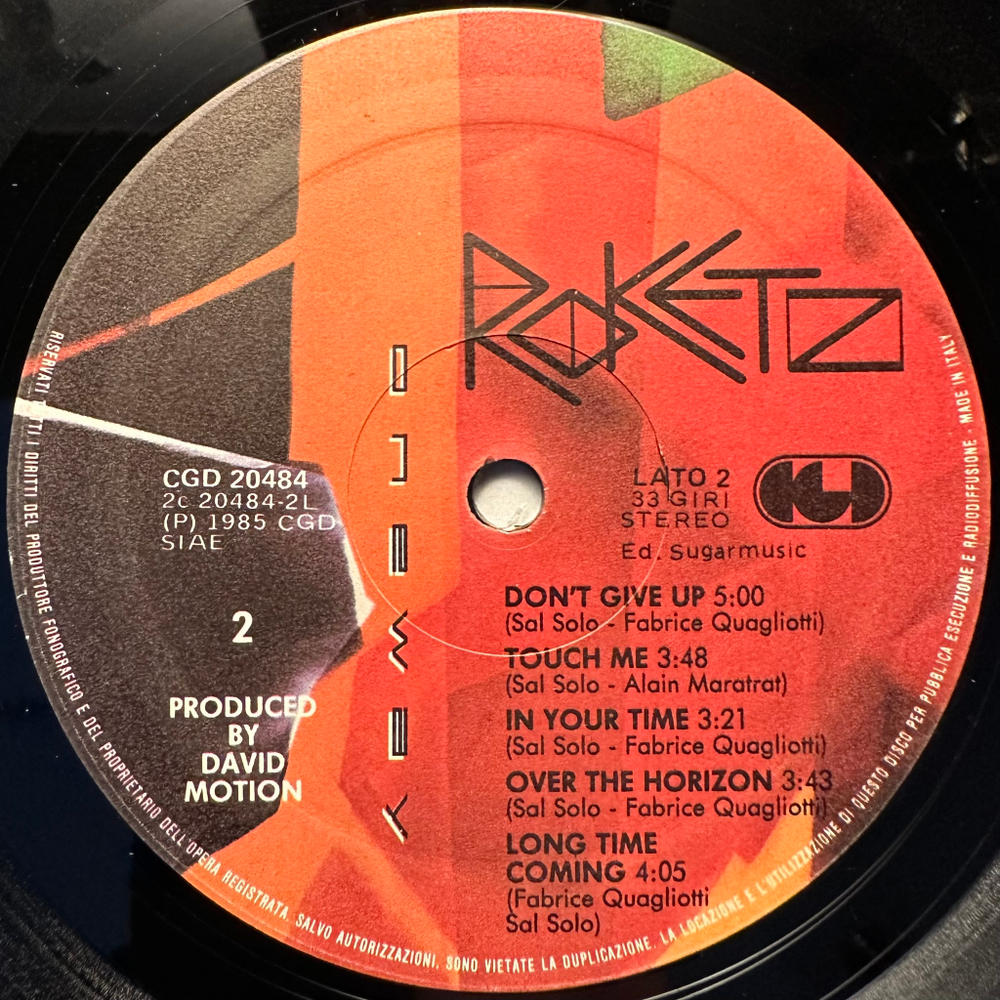 ROKETZ
ONE WAY
CGD 20484
2c 20484-2L
(P) 1985 CGD
SIAE
LATO 2
33 GIRI
STEREO
CGD
Ed. Sugarmusic
2
PRODUCED
BY
DAVID
MOTION
DON'T GIVE UP 5:00
(Sal Solo - Fabrice Quagliotti)
TOUCH ME 3:48
(Sal Solo - Alain Maratrat)
IN YOUR TIME 3:21
(Sal Solo - Fabrice Quagliotti)
OVER THE HORIZON 3:43
(Sal Solo - Fabrice Quagliotti)
LONG TIME
COMING 4:05
(Fabrice Quagliotti
Sal Solo)
RISERVATI TUTTI I DIRITTI DEL PRODUTTORE FONOGRAFICO E DEL PROPRIETARIO DELL'OPERA REGISTRATA. SALVO AUTORIZZAZIONI, SONO VIETATE LA DUPLICAZIONE, LA LOCAZIONE E L'UTILIZZAZIONE DI QUESTO DISCO PER PUBBLICA ESECUZIONE E RADIODIFFUSIONE - MADE IN ITALY